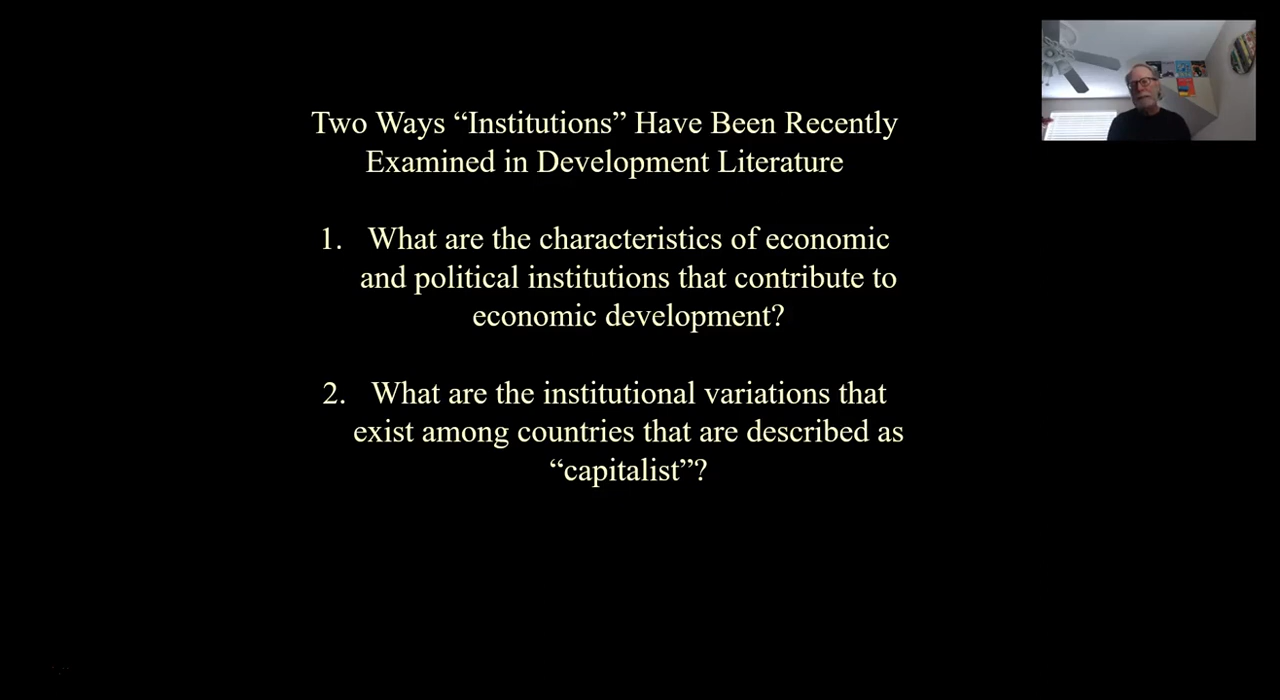 Two Ways “Institutions” Have Been Recently
Examined in Development Literature
1. What are the characteristics of economic
and political institutions that contribute to
economic development?
2. What are the institutional variations that
exist among countries that are described as
“capitalist”?